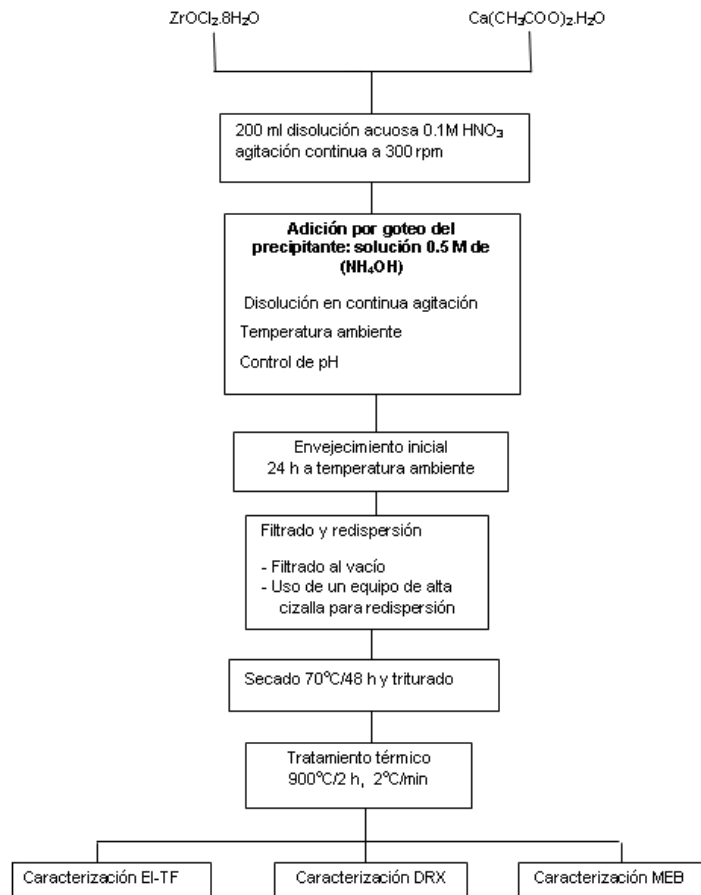 ZrOCl₂.8H₂O
Ca(CH₃COO)₂.H₂O
200 ml disolución acuosa 0.1M HNO₃
agitación continua a 300 rpm
Adición por goteo del
precipitante: solución 0.5 M de
(NH₄OH)
Disolución en continua agitación
Temperatura ambiente
Control de pH
Envejecimiento inicial
24 h a temperatura ambiente
Filtrado y redispersión
- Filtrado al vacío
- Uso de un equipo de alta
cizalla para redispersión
Secado 70°C/48 h y triturado
Tratamiento térmico
900°C/2 h, 2°C/min
Caracterización EI-TF
Caracterización DRX
Caracterización MEB